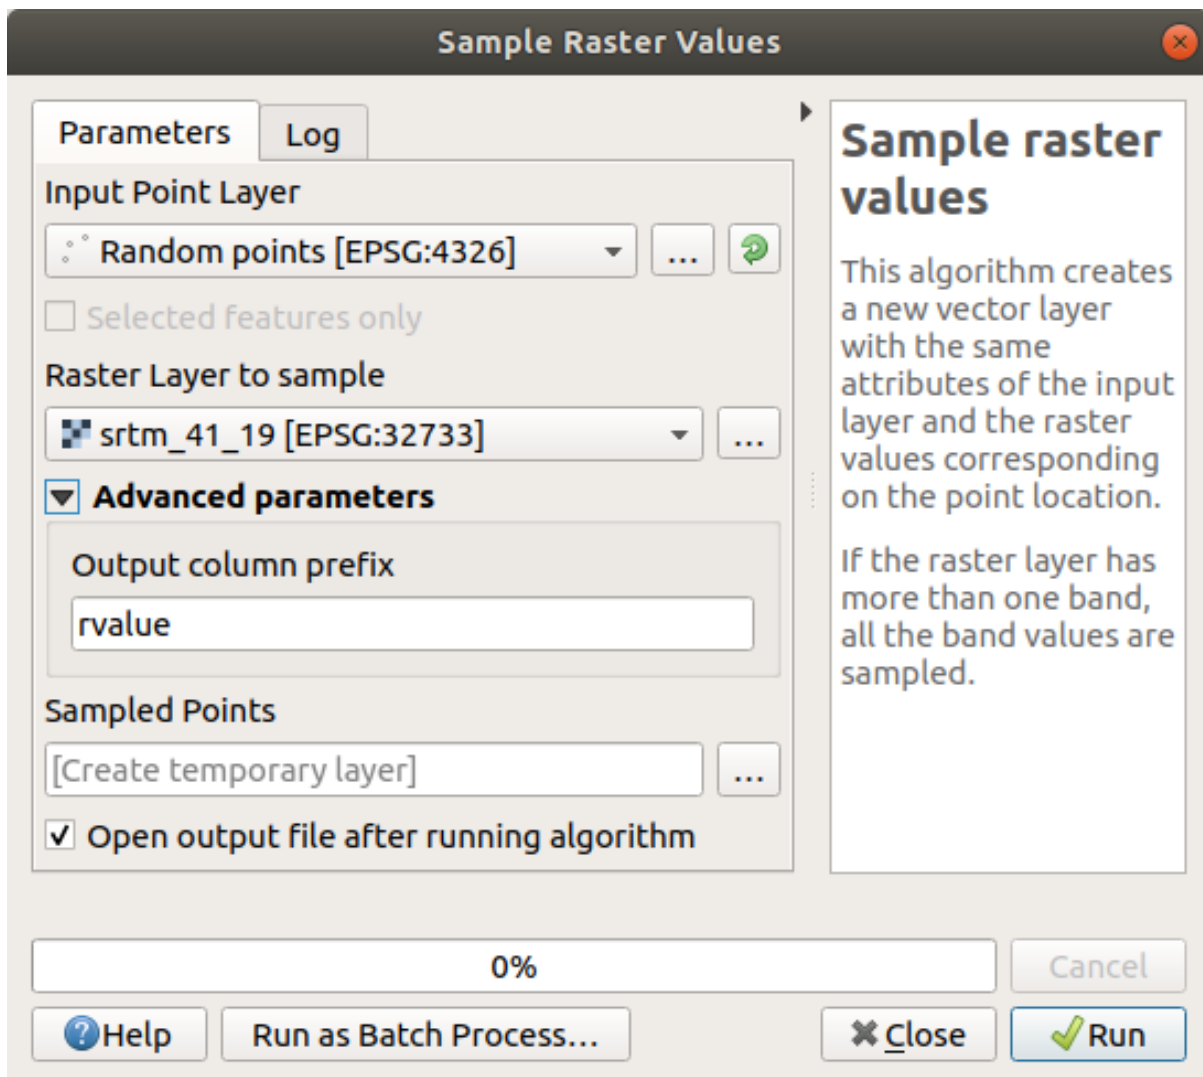 Sample Raster Values
Parameters
Log
Input Point Layer
Random points [EPSG:4326]
...
Selected features only
Raster Layer to sample
srtm_41_19 [EPSG:32733]
...
Advanced parameters
Output column prefix
rvalue
Sampled Points
[Create temporary layer]
...
Open output file after running algorithm
Sample raster
values
This algorithm creates
a new vector layer
with the same
attributes of the input
layer and the raster
values corresponding
on the point location.
If the raster layer has
more than one band,
all the band values are
sampled.
0%
Cancel
Help
Run as Batch Process...
Close
Run